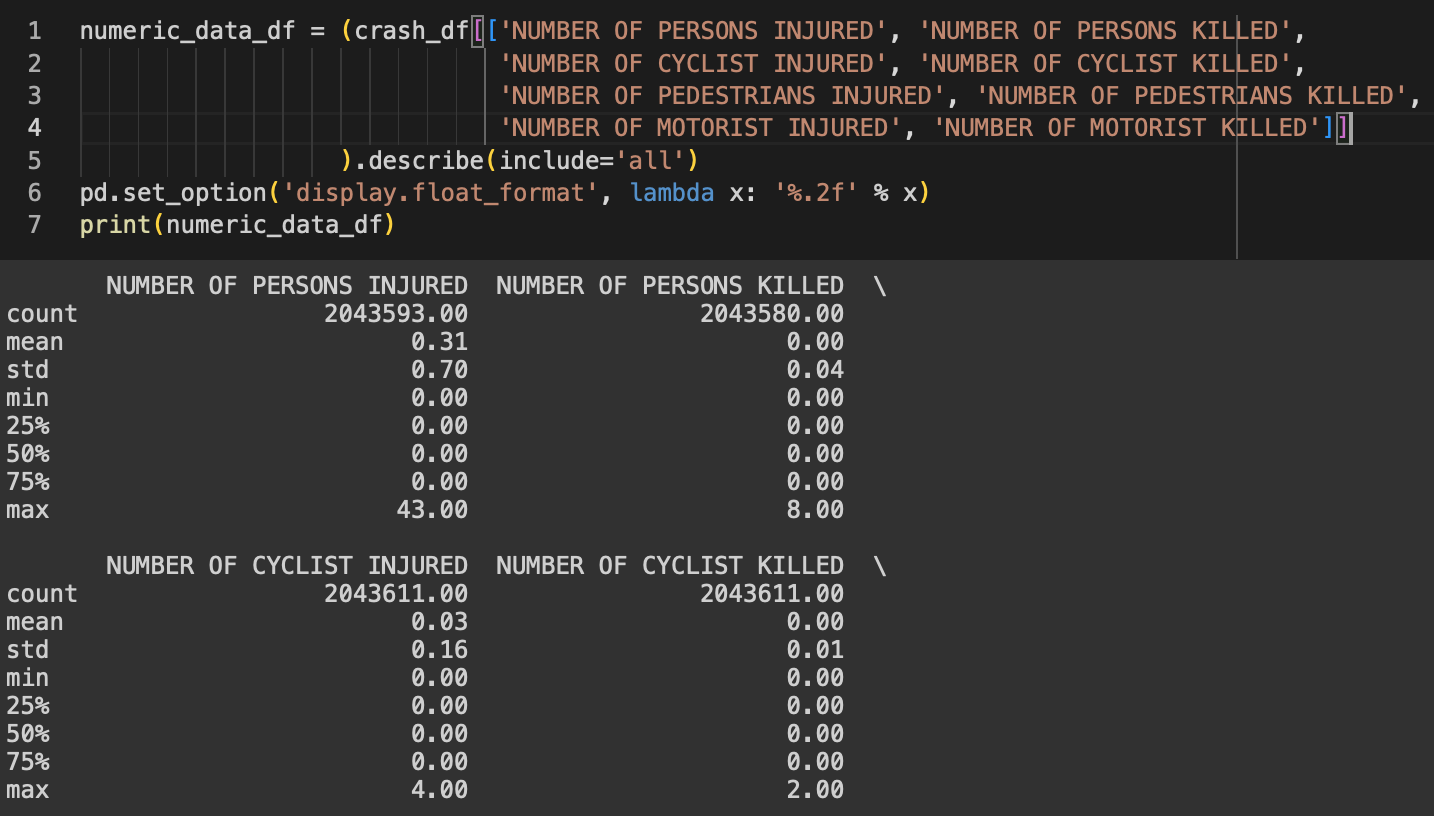 1 numeric_data_df = (crash_df[['NUMBER OF PERSONS INJURED', 'NUMBER OF PERSONS KILLED',
2 'NUMBER OF CYCLIST INJURED', 'NUMBER OF CYCLIST KILLED',
3 'NUMBER OF PEDESTRIANS INJURED', 'NUMBER OF PEDESTRIANS KILLED',
4 'NUMBER OF MOTORIST INJURED', 'NUMBER OF MOTORIST KILLED']]
5 ).describe(include='all')
6 pd.set_option('display.float_format', lambda x: '%.2f' % x)
7 print(numeric_data_df)
NUMBER OF PERSONS INJURED NUMBER OF PERSONS KILLED \
count 2043593.00 2043580.00
mean 0.31 0.00
std 0.70 0.04
min 0.00 0.00
25% 0.00 0.00
50% 0.00 0.00
75% 0.00 0.00
max 43.00 8.00
NUMBER OF CYCLIST INJURED NUMBER OF CYCLIST KILLED \
count 2043611.00 2043611.00
mean 0.03 0.00
std 0.16 0.01
min 0.00 0.00
25% 0.00 0.00
50% 0.00 0.00
75% 0.00 0.00
max 4.00 2.00